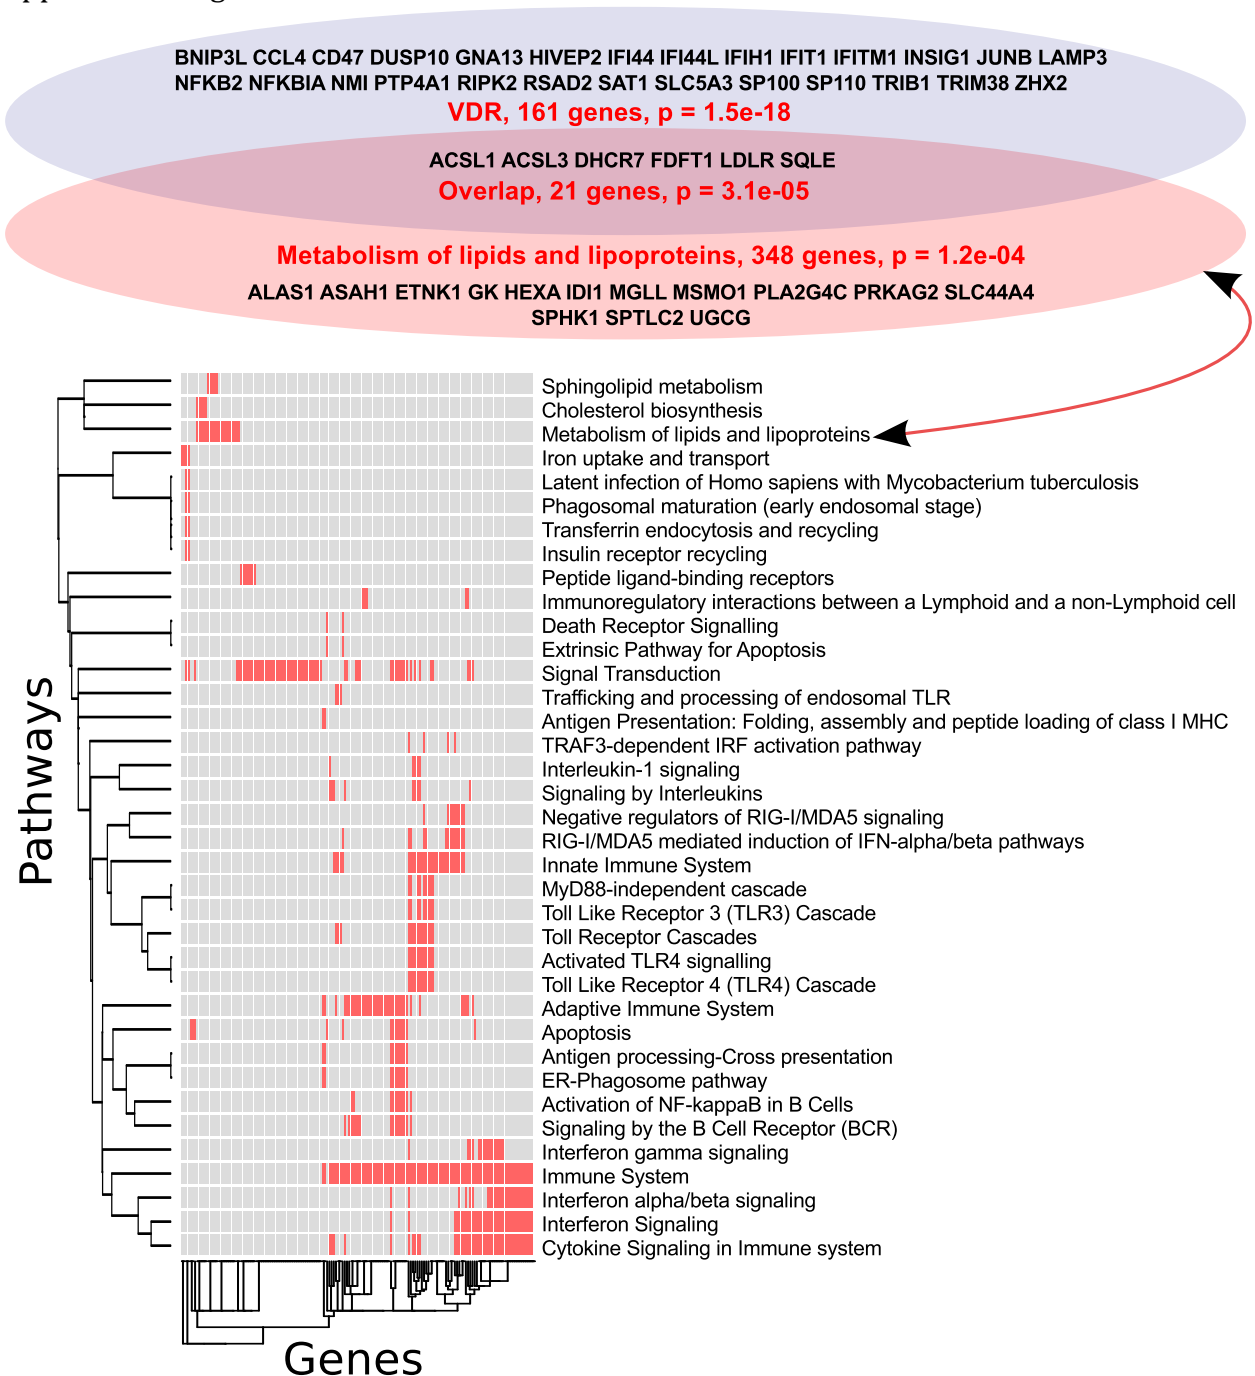 BNIP3L CCL4 CD47 DUSP10 GNA13 HIVEP2 IFI44 IFI44L IFIH1 IFIT1 IFITM1 INSIG1 JUNB LAMP3
NFKB2 NFKBIA NMI PTP4A1 RIPK2 RSAD2 SAT1 SLC5A3 SP100 SP110 TRIB1 TRIM38 ZHX2
VDR, 161 genes, p = 1.5e-18
ACSL1 ACSL3 DHCR7 FDFT1 LDLR SQLE
Overlap, 21 genes, p = 3.1e-05
Metabolism of lipids and lipoproteins, 348 genes, p = 1.2e-04
ALAS1 ASAH1 ETNK1 GK HEXA IDI1 MGLL MSMO1 PLA2G4C PRKAG2 SLC44A4
SPHK1 SPTLC2 UGCG
Sphingolipid metabolism
Cholesterol biosynthesis
Metabolism of lipids and lipoproteins
Iron uptake and transport
Latent infection of Homo sapiens with Mycobacterium tuberculosis
Phagosomal maturation (early endosomal stage)
Transferrin endocytosis and recycling
Insulin receptor recycling
Peptide ligand-binding receptors
Immunoregulatory interactions between a Lymphoid and a non-Lymphoid cell
Death Receptor Signalling
Extrinsic Pathway for Apoptosis
Signal Transduction
Trafficking and processing of endosomal TLR
Antigen Presentation: Folding, assembly and peptide loading of class I MHC
TRAF3-dependent IRF activation pathway
Interleukin-1 signaling
Signaling by Interleukins
Negative regulators of RIG-I/MDA5 signaling
RIG-I/MDA5 mediated induction of IFN-alpha/beta pathways
Innate Immune System
MyD88-independent cascade
Toll Like Receptor 3 (TLR3) Cascade
Toll Receptor Cascades
Activated TLR4 signalling
Toll Like Receptor 4 (TLR4) Cascade
Adaptive Immune System
Apoptosis
Antigen processing-Cross presentation
ER-Phagosome pathway
Activation of NF-kappaB in B Cells
Signaling by the B Cell Receptor (BCR)
Interferon gamma signaling
Immune System
Interferon alpha/beta signaling
Interferon Signaling
Cytokine Signaling in Immune system
Pathways
Genes